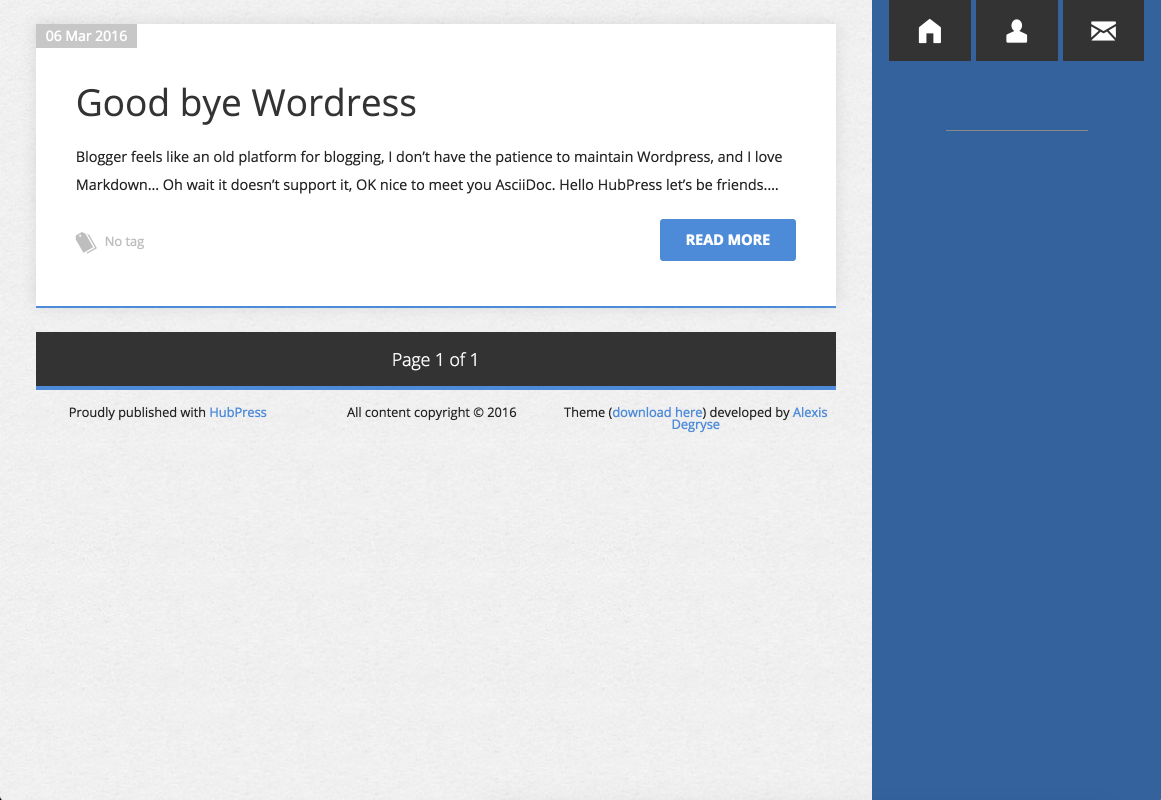 06 Mar 2016
Good bye Wordress
Blogger feels like an old platform for blogging, I don’t have the patience to maintain Wordpress, and I love
Markdown... Oh wait it doesn’t support it, OK nice to meet you AsciiDoc. Hello HubPress let’s be friends....
No tag
READ MORE
Page 1 of 1
Proudly published with HubPress
All content copyright © 2016
Theme (download here) developed by Alexis
Degryse